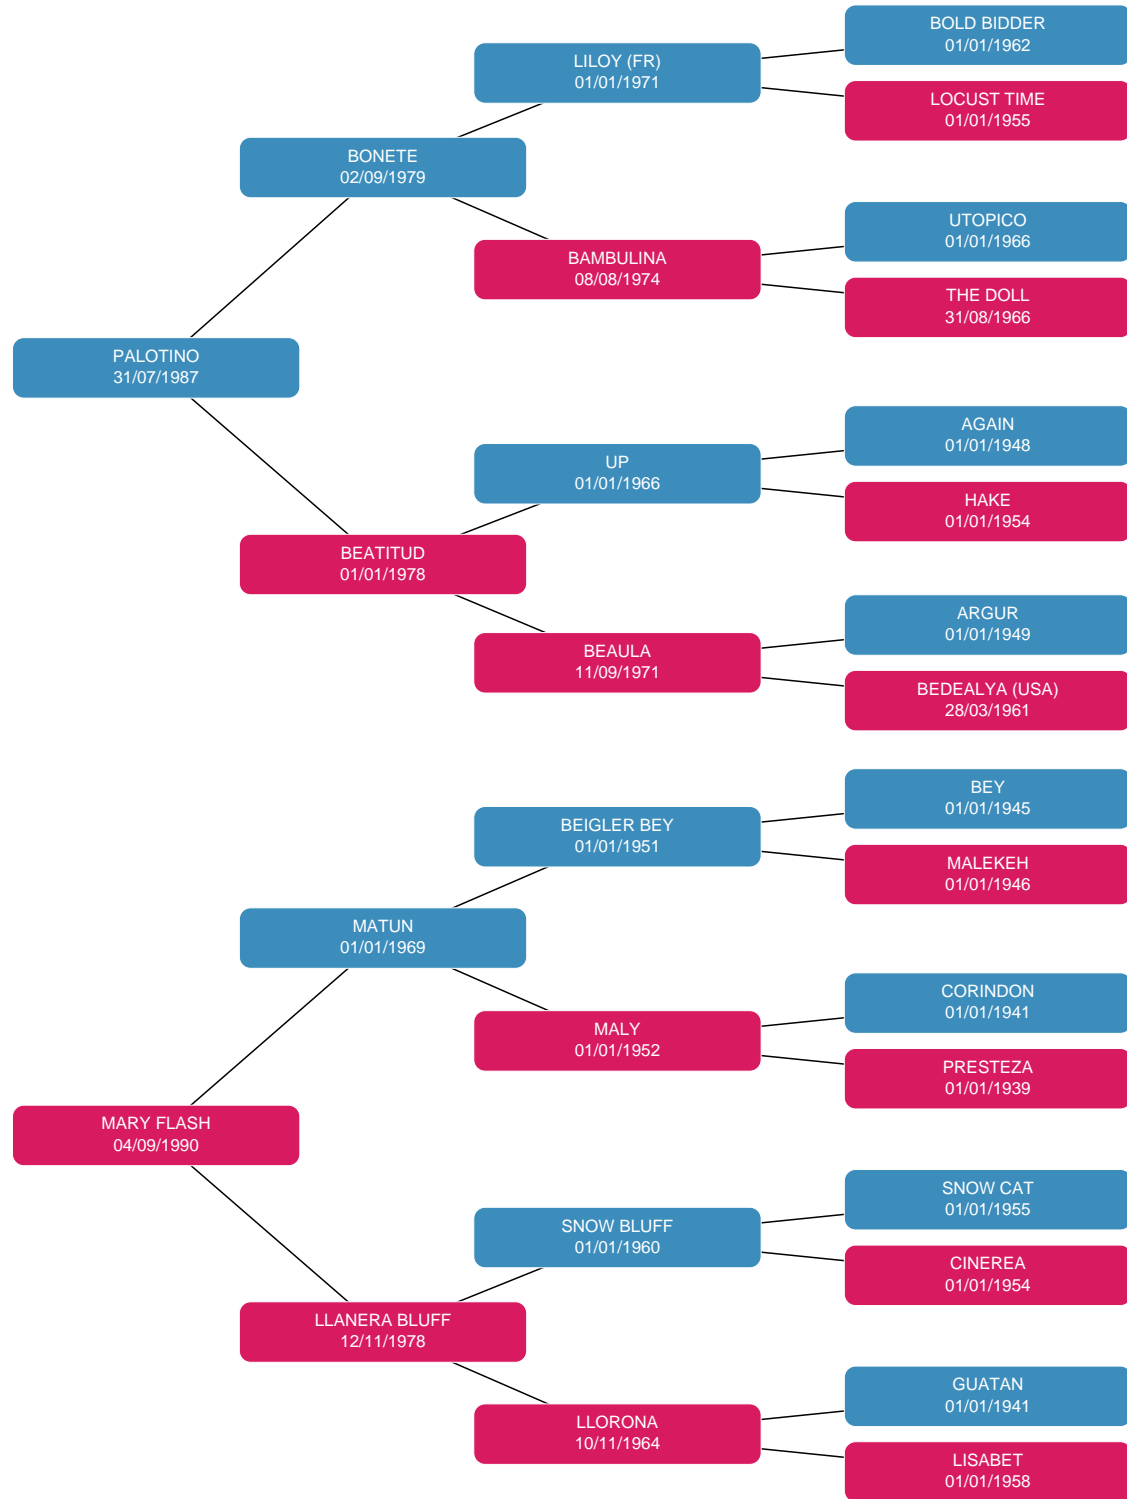 BOLD BIDDER
01/01/1962
LILOY (FR)
01/01/1971
LOCUST TIME
01/01/1955
BONETE
02/09/1979
UTOPICO
01/01/1966
BAMBULINA
08/08/1974
THE DOLL
31/08/1966
PALOTINO
31/07/1987
AGAIN
01/01/1948
UP
01/01/1966
HAKE
01/01/1954
BEATITUD
01/01/1978
ARGUR
01/01/1949
BEAULA
11/09/1971
BEDEALYA (USA)
28/03/1961
BEY
01/01/1945
BEIGLER BEY
01/01/1951
MALEKEH
01/01/1946
MATUN
01/01/1969
CORINDON
01/01/1941
MALY
01/01/1952
PRESTEZA
01/01/1939
MARY FLASH
04/09/1990
SNOW CAT
01/01/1955
SNOW BLUFF
01/01/1960
CINEREA
01/01/1954
LLANERA BLUFF
12/11/1978
GUATAN
01/01/1941
LLORONA
10/11/1964
LISABET
01/01/1958